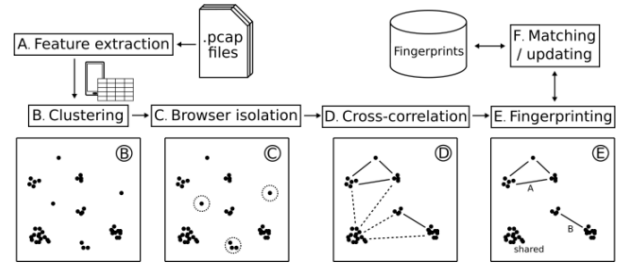 .pcap
files
A. Feature extraction
Fingerprints
F. Matching
/ updating
B. Clustering
C. Browser isolation
D. Cross-correlation
E. Fingerprinting
B
C
D
E
A
B
shared